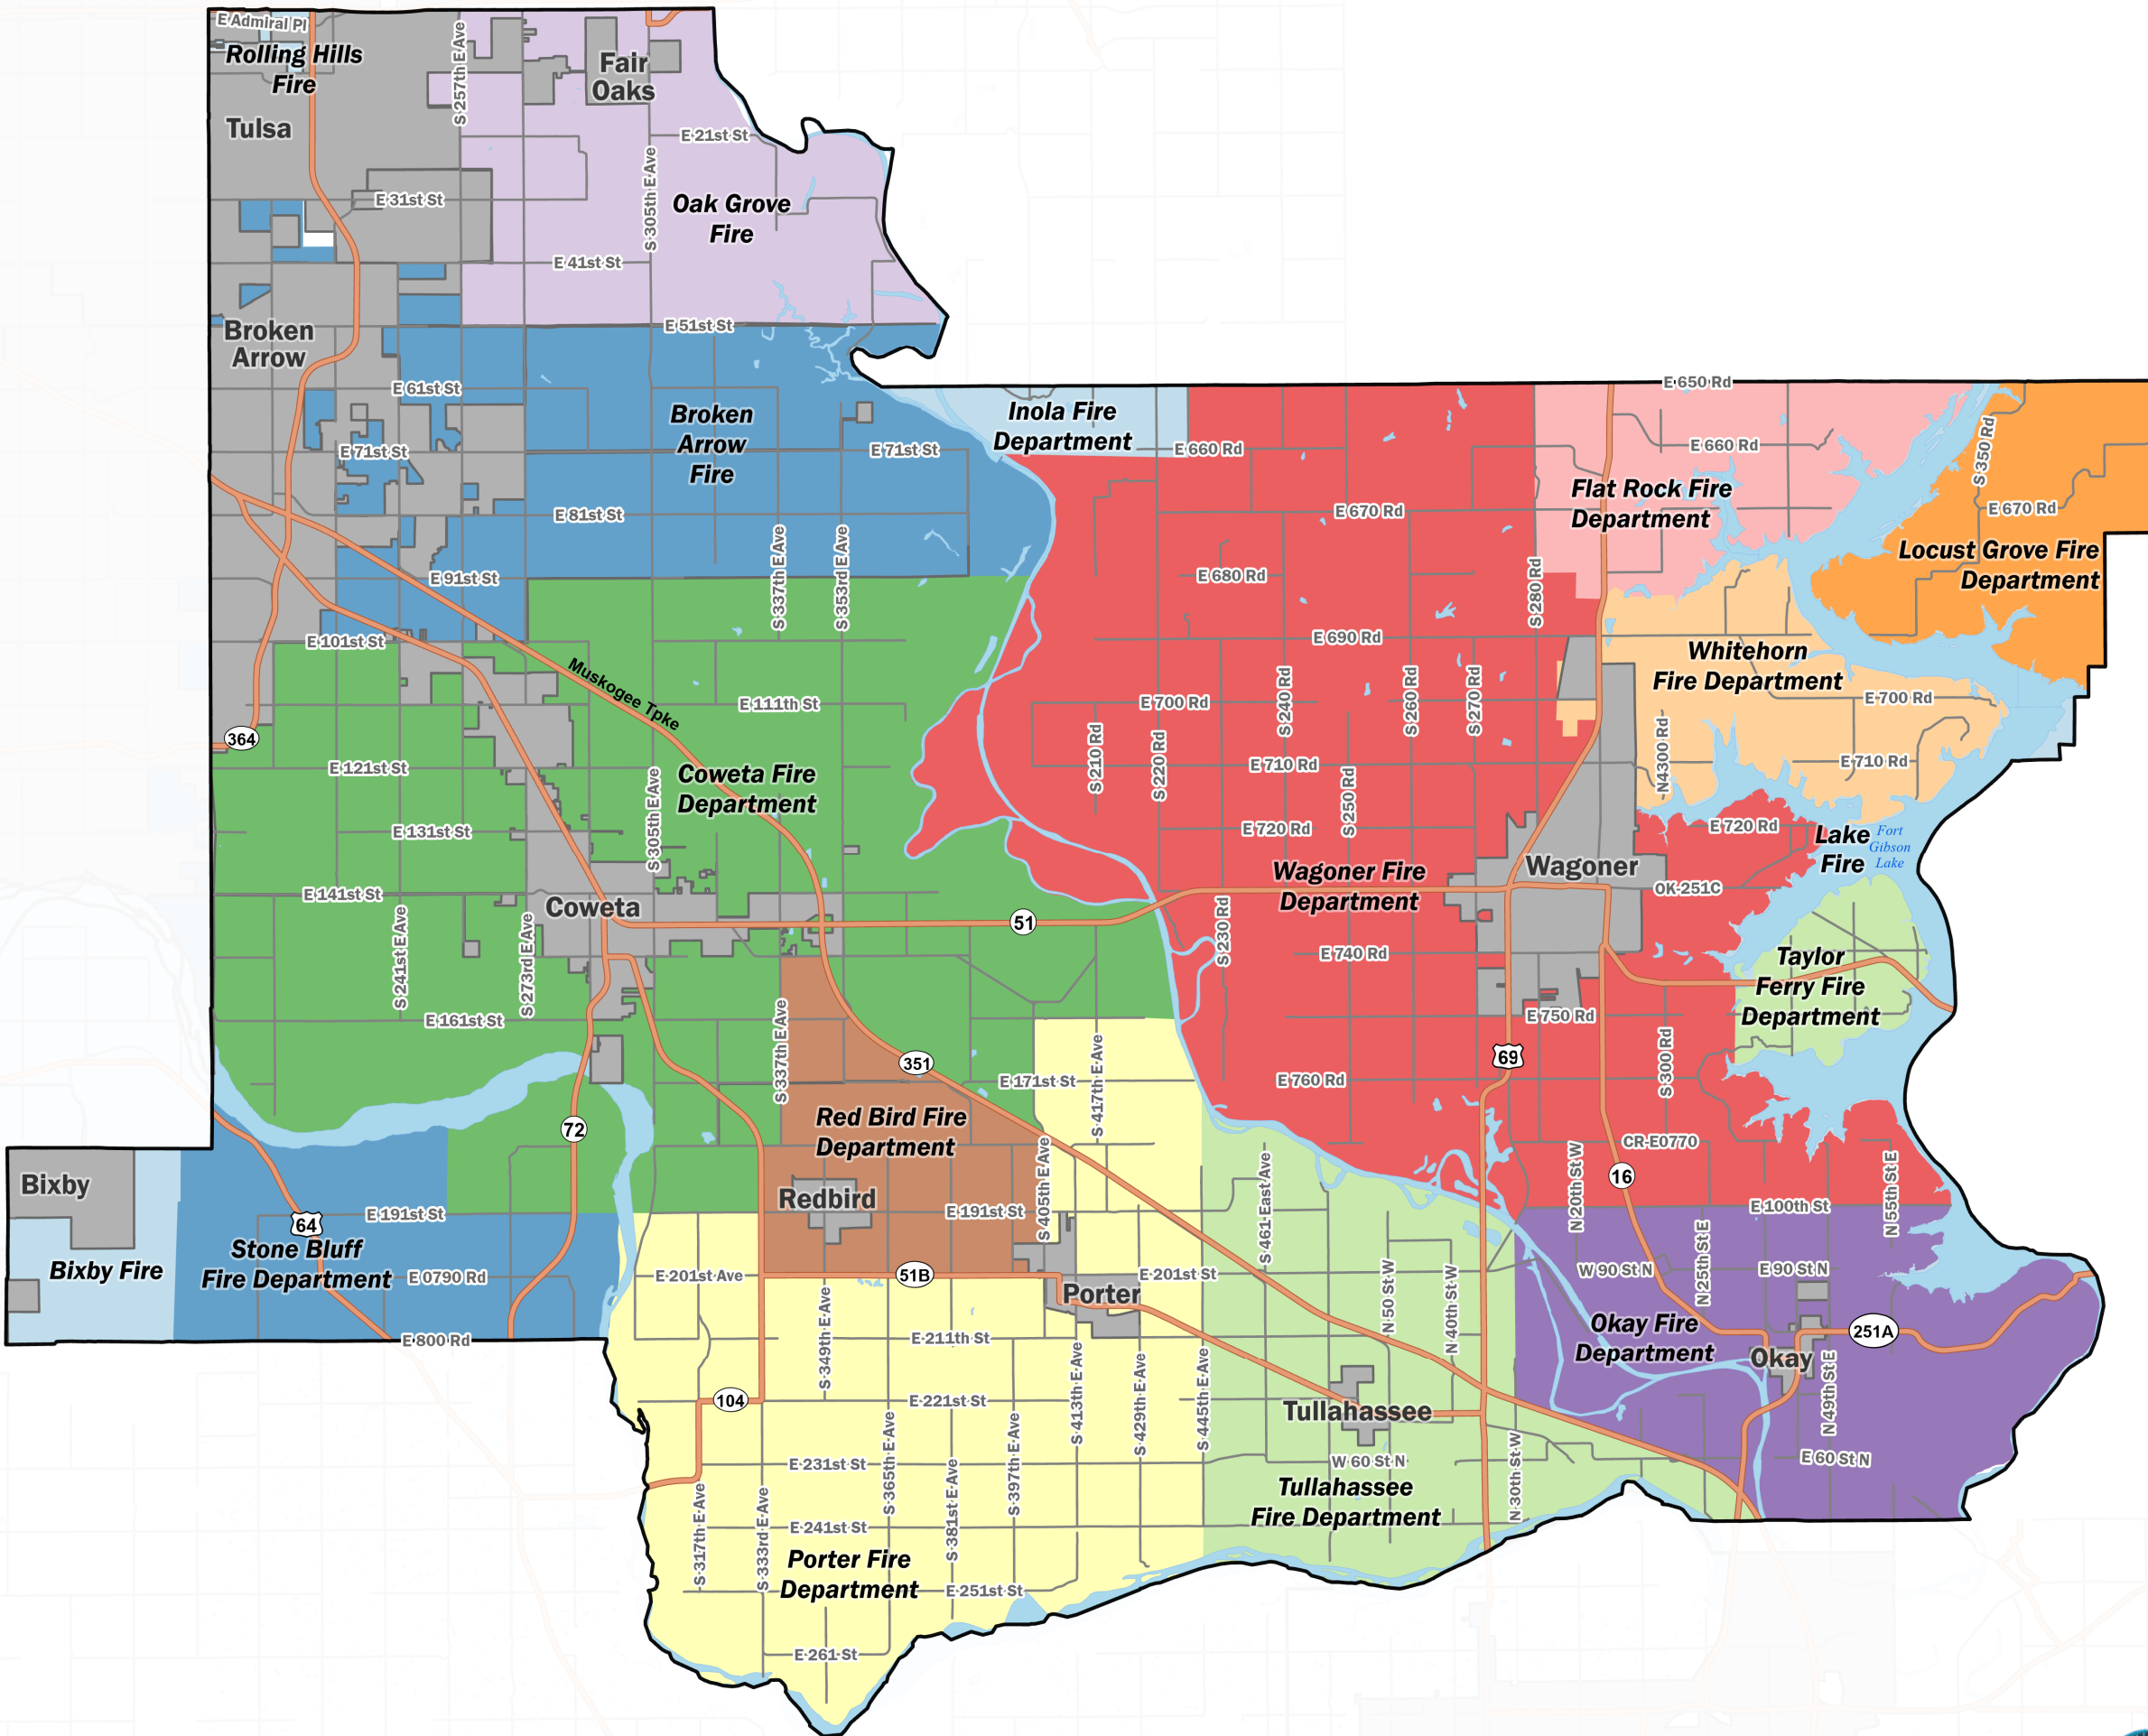 E Admiral Pl
Rolling Hills
Fire
Tulsa
S 257th E Ave
Fair
Oaks
E 21st St
E 31st St
S 305th E Ave
Oak Grove
Fire
E 41st St
E 51st St
Broken
Arrow
E 61st St
Broken
Arrow
Fire
E 71st St
E 71st St
E 81st St
E 91st St
S 337th E Ave
S 353rd E Ave
E 101st St
Inola Fire
Department
E 650 Rd
E 660 Rd
E 660 Rd
S 350 Rd
Flat Rock Fire
Department
E 670 Rd
E 670 Rd
Locust Grove Fire
Department
E 680 Rd
S 280 Rd
E 690 Rd
Whitehorn
Fire Department
Muskogee Tpke
E 111th St
E 700 Rd
S 240 Rd
S 260 Rd
S 270 Rd
E 700 Rd
364
E 121st St
Coweta Fire
Department
S 210 Rd
S 220 Rd
E 710 Rd
N4300 Rd
E 710 Rd
S 250 Rd
S 305th E Ave
E 131st St
E 720 Rd
E 720 Rd
Lake
Fire
Fort
Gibson
Lake
Wagoner Fire
Department
Wagoner
OK 251C
E 141st St
Coweta
51
S 241st E Ave
S 273rd E Ave
S 230 Rd
E 740 Rd
Taylor
Ferry Fire
Department
E 161st St
S 337th E Ave
E 750 Rd
351
69
S 300 Rd
E 171st St
S 417th E Ave
E 760 Rd
72
Red Bird Fire
Department
CR-E0770
Bixby
Redbird
S 405th E Ave
S 461 East Ave
16
N 20th St W
N 55th St E
64
E 191st St
E 191st St
E 100th St
Stone Bluff
Fire Department
Bixby Fire
E 0790 Rd
E 201st Ave
51B
E 201st St
Porter
N 50 St W
N 40th St W
W 90 St N
N 25th St E
E 90 St N
E 800 Rd
S 349th E Ave
E 211th St
Okay Fire
Department
251A
Okay
104
E 221st St
S 413th E Ave
S 429th E Ave
S 445th E Ave
Tullahassee
N 49th St E
S 365th E Ave
S 397th E Ave
E 231st St
S 381st E Ave
W 60 St N
N 30th St W
E 60 St N
Tullahassee
Fire Department
S 317th E Ave
S 333rd E Ave
E 241st St
Porter Fire
Department
E 251st St
E 261 St